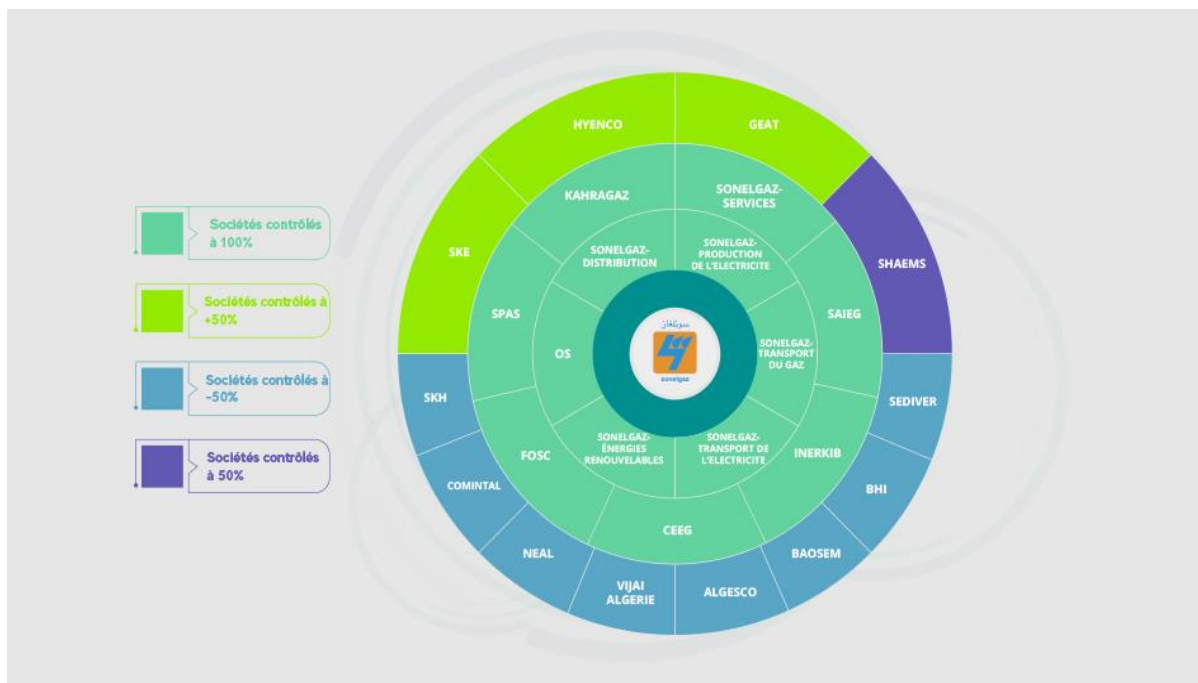 Sociétés contrôlés
à 100%
Sociétés contrôlés à
+50%
Sociétés contrôlés à
-50%
Sociétés contrôlés
à 50%
HYENCO
GEAT
SKE
SHAEMS
SKH
SEDIVER
COMINTAL
BHI
NEAL
BAOSEM
VIJAI
ALGERIE
ALGESCO
KAHRAGAZ
SONELGAZ-
SERVICES
SPAS
SAIEG
FOSC
INERKIB
CEEG
SONELGAZ-
DISTRIBUTION
SONELGAZ-
PRODUCTION
DE L'ELECTRICITE
OS
SONELGAZ-
TRANSPORT
DU GAZ
SONELGAZ-
ÉNERGIES
RENOUVELABLES
SONELGAZ-
TRANSPORT DE
L'ELECTRICITE
سونلغاز
sonelgaz